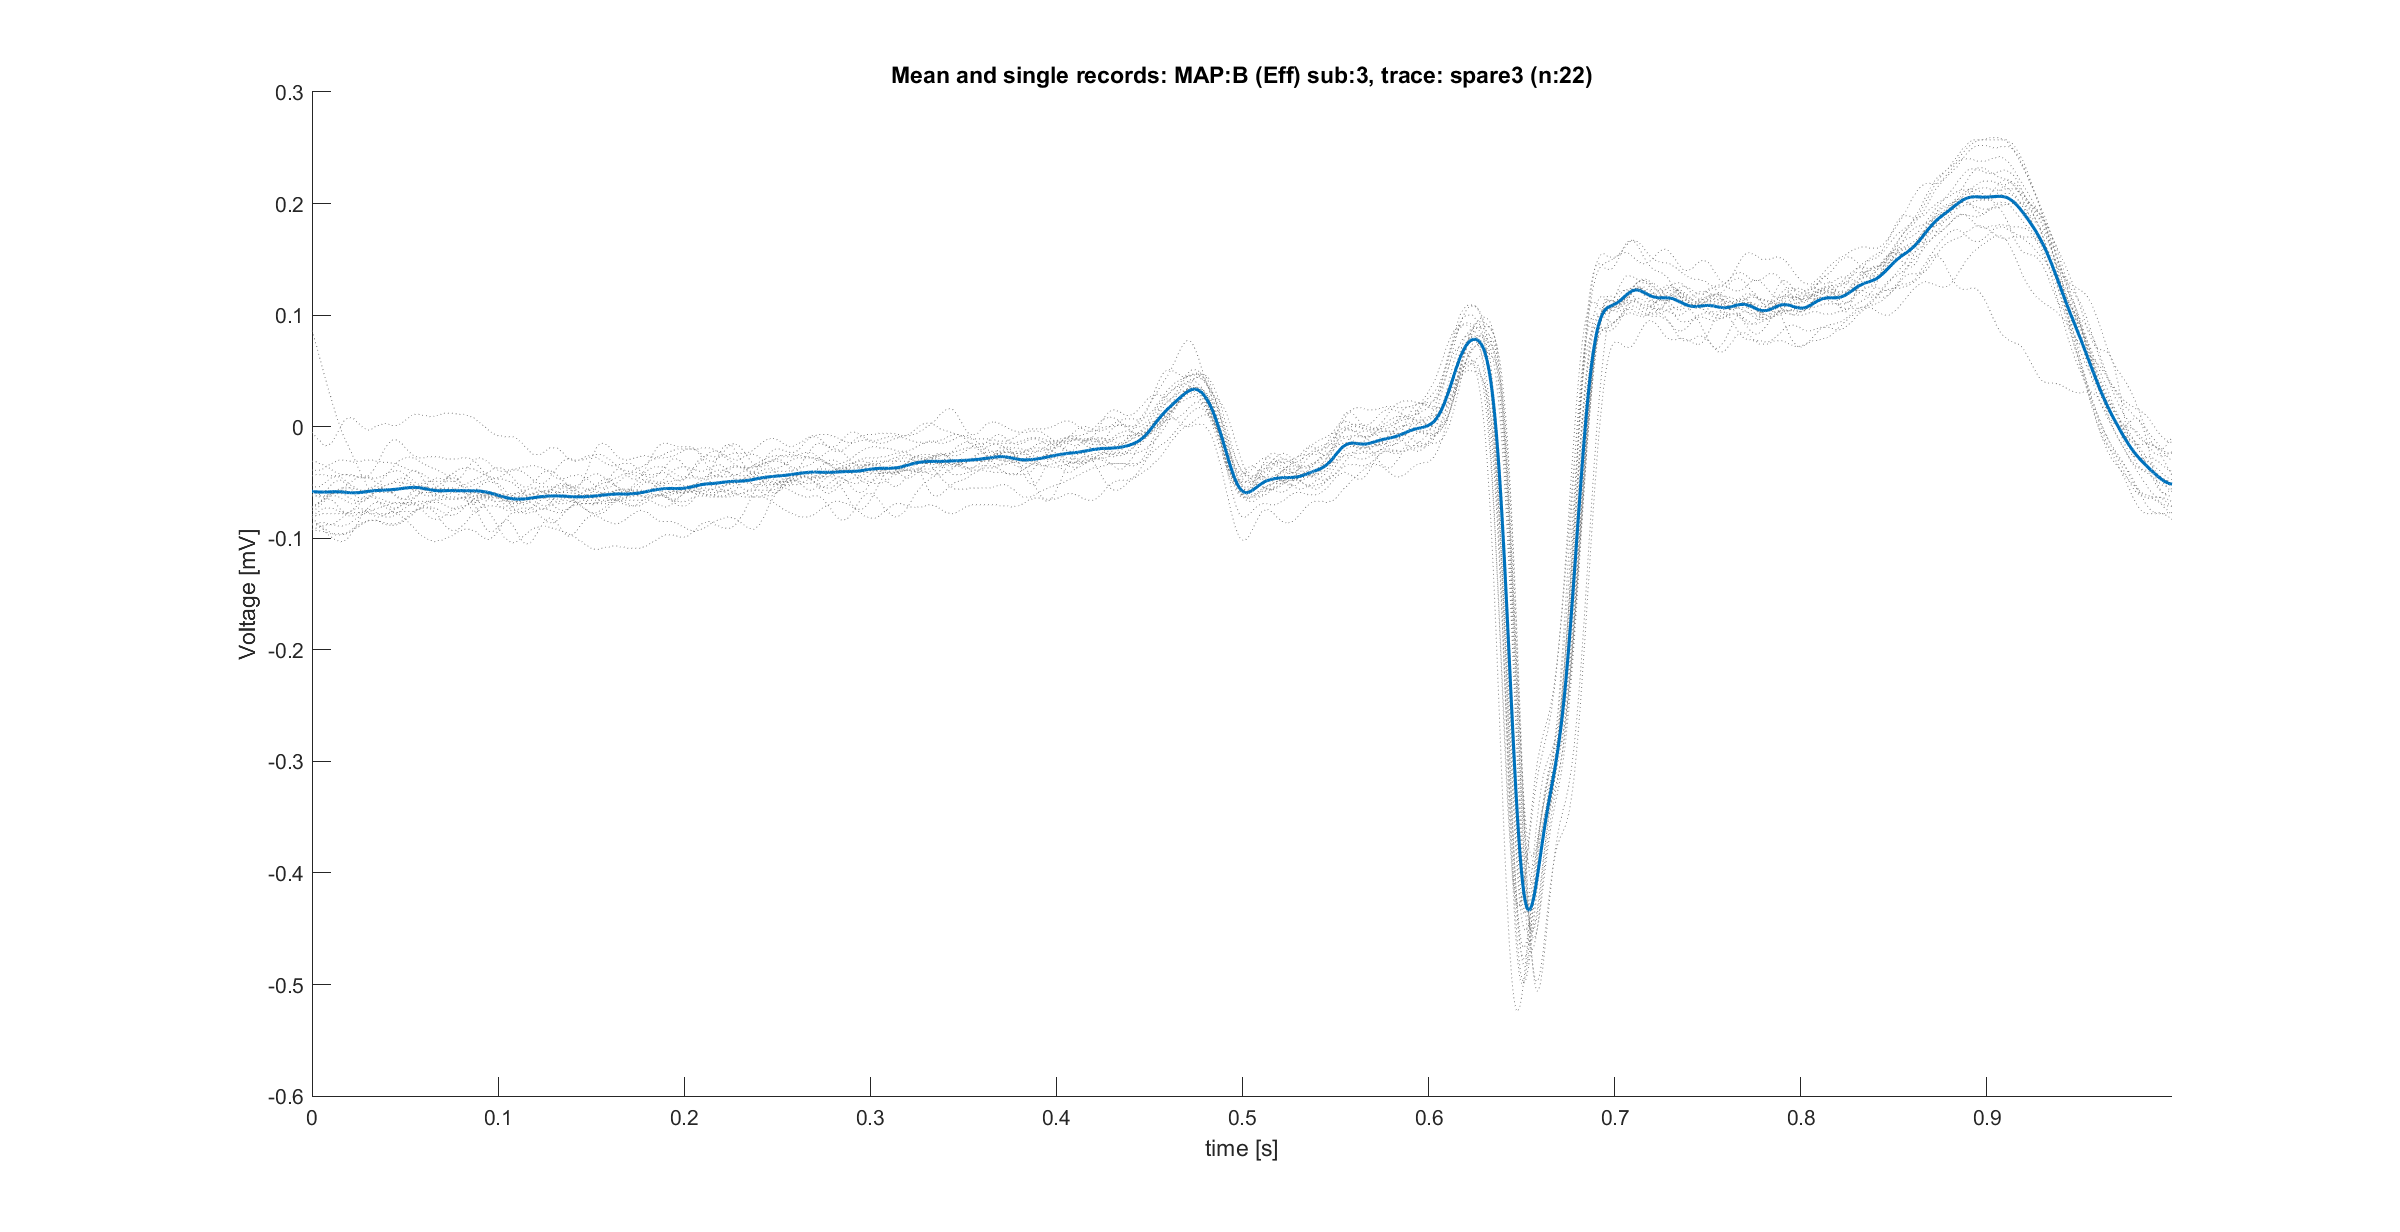 Mean and single records: MAP:B (Eff) sub:3, trace: spare3 (n:22)
0.3
0.2
0.1
0
-0.1
-0.2
-0.3
-0.4
-0.5
-0.6
Voltage [mV]
0 0.1 0.2 0.3 0.4 0.5 0.6 0.7 0.8 0.9
time [s]